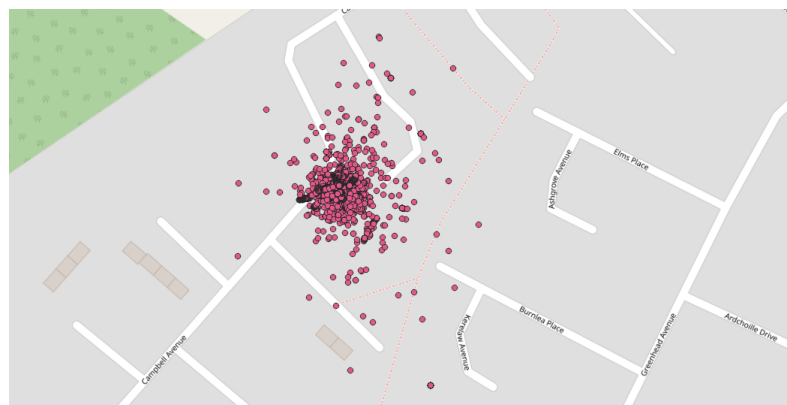 Elms Place
Ashgrove Avenue
Burnlea Place
Kerelaw Avenue
Greenhead Avenue
Ardchoille Drive
Campbell Avenue